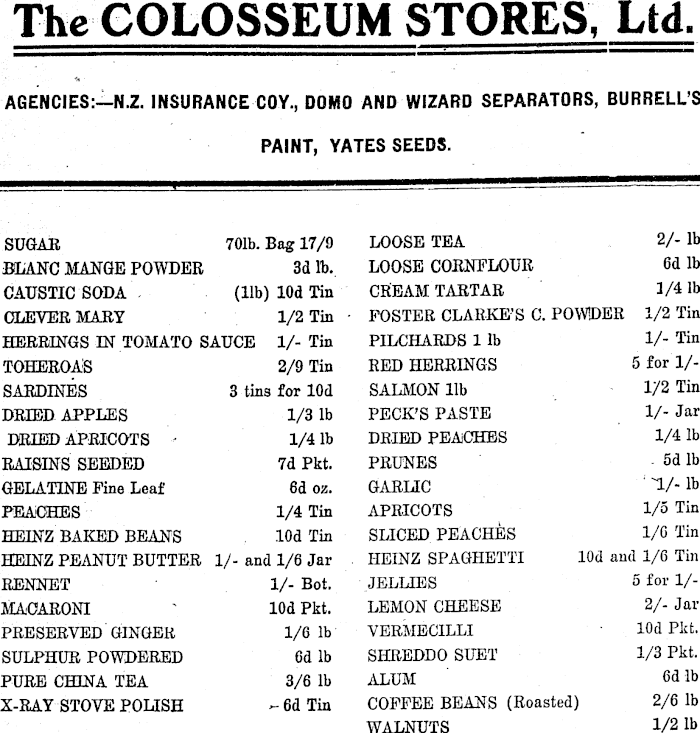 The COLOSSEUM STORES, Ltd.
AGENCIES:—N.Z. INSURANCE COY., DOMO AND WIZARD SEPARATORS, BURRELL'S
PAINT, YATES SEEDS.
SUGAR 70lb. Bag 17/9
BLANC MANGE POWDER 3d lb.
CAUSTIC SODA (1lb) 10d Tin
CLEVER MARY 1/2 Tin
HERRINGS IN TOMATO SAUCE 1/- Tin
TOHEROAS 2/9 Tin
SARDINES 3 tins for 10d
DRIED APPLES 1/3 lb
DRIED APRICOTS 1/4 lb
RAISINS SEEDED 7d Pkt.
GELATINE Fine Leaf 6d oz.
PEACHES 1/4 Tin
HEINZ BAKED BEANS 10d Tin
HEINZ PEANUT BUTTER 1/- and 1/6 Jar
RENNET 1/- Bot.
MACARONI 10d Pkt.
PRESERVED GINGER 1/6 lb
SULPHUR POWDERED 6d lb
PURE CHINA TEA 3/6 lb
X-RAY STOVE POLISH 6d Tin
LOOSE TEA 2/- lb
LOOSE CORNFLOUR 6d lb
CREAM TARTAR 1/4 lb
FOSTER CLARKE'S C. POWDER 1/2 Tin
PILCHARDS 1 lb 1/- Tin
RED HERRINGS 5 for 1/-
SALMON 1lb 1/2 Tin
PECK'S PASTE 1/- Jar
DRIED PEACHES 1/4 lb
PRUNES 5d lb
GARLIC 1/- lb
APRICOTS 1/5 Tin
SLICED PEACHES 1/6 Tin
HEINZ SPAGHETTI 10d and 1/6 Tin
JELLIES 5 for 1/-
LEMON CHEESE 2/- Jar
VERMECILLI 10d Pkt.
SHREDDO SUET 1/3 Pkt.
ALUM 6d lb
COFFEE BEANS (Roasted) 2/6 lb
WALNUTS 1/2 lb